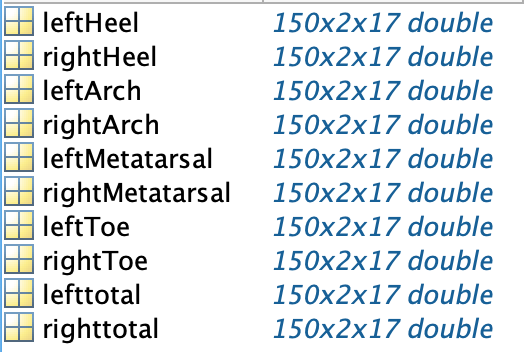 leftHeel 150x2x17 double
rightHeel 150x2x17 double
leftArch 150x2x17 double
rightArch 150x2x17 double
leftMetatarsal 150x2x17 double
rightMetatarsal 150x2x17 double
leftToe 150x2x17 double
rightToe 150x2x17 double
lefttotal 150x2x17 double
righttotal 150x2x17 double